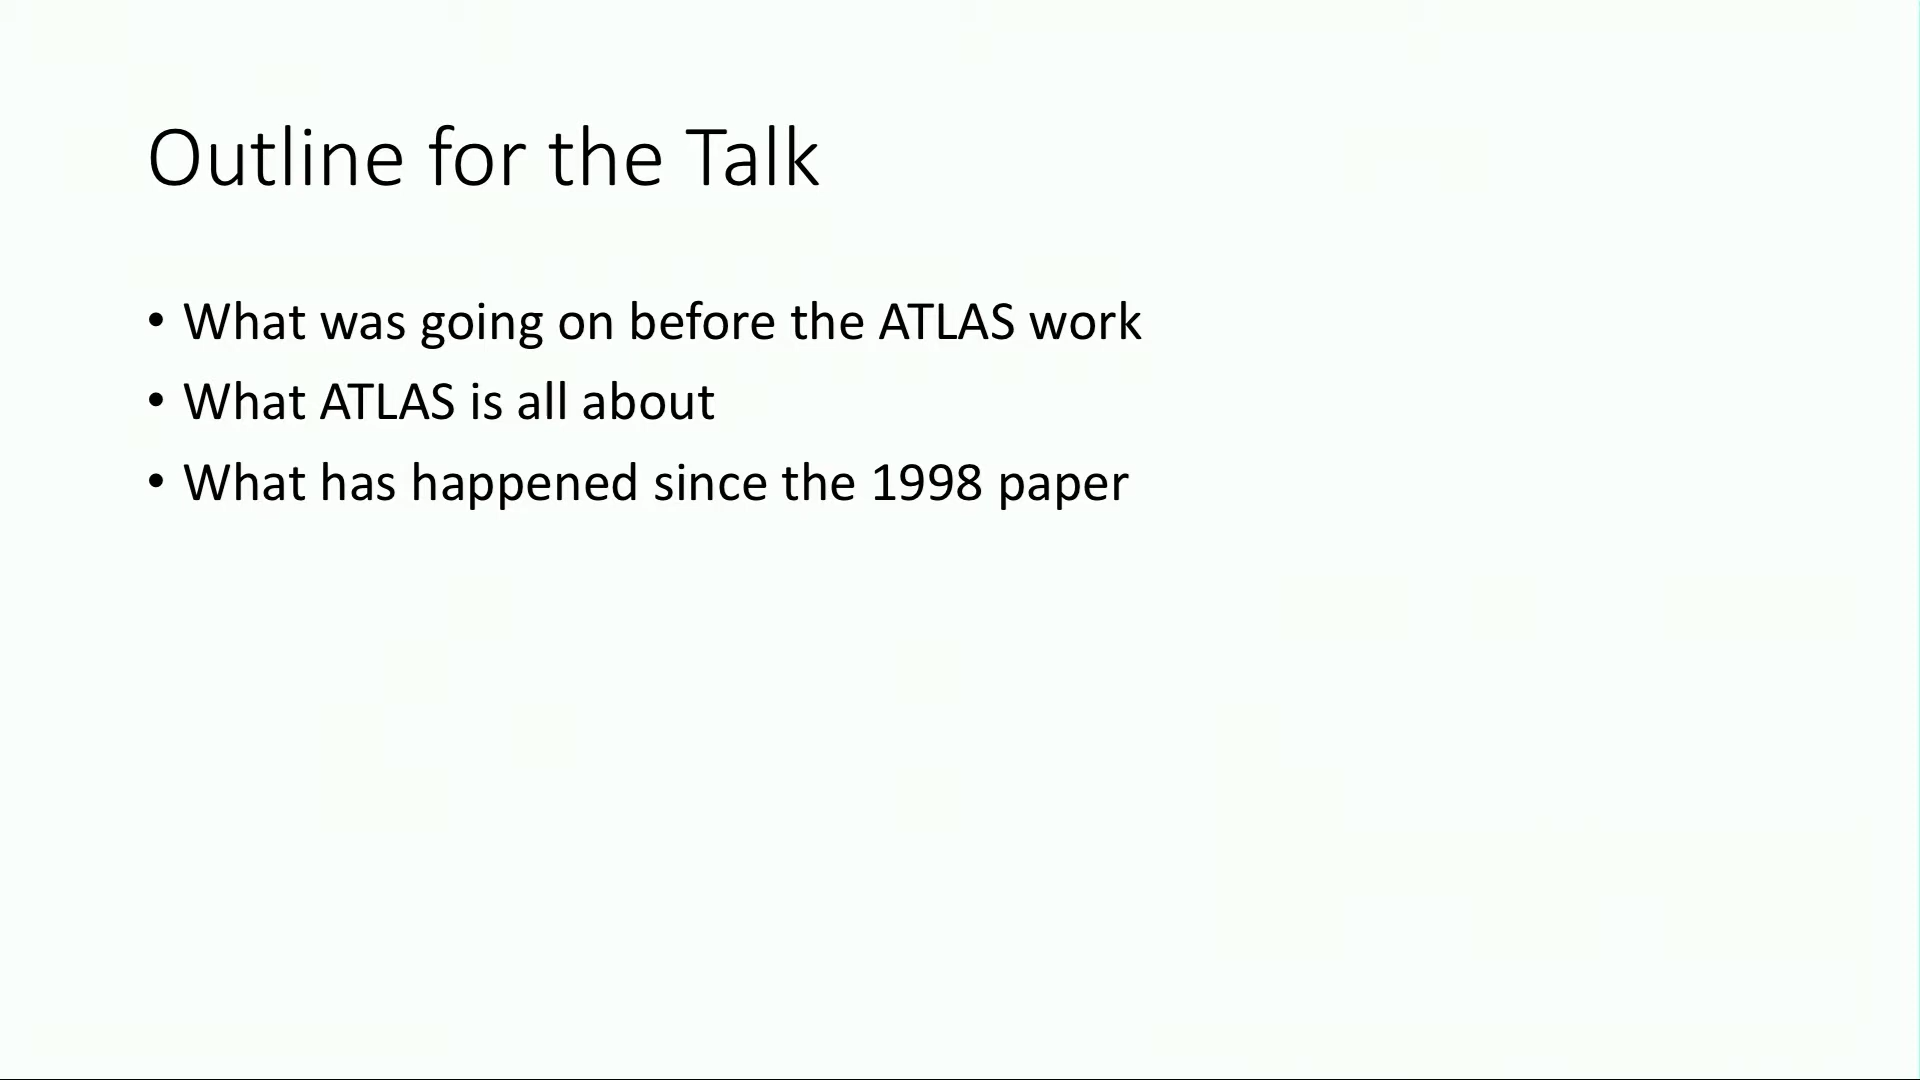 Outline for the Talk
• What was going on before the ATLAS work
• What ATLAS is all about
• What has happened since the 1998 paper